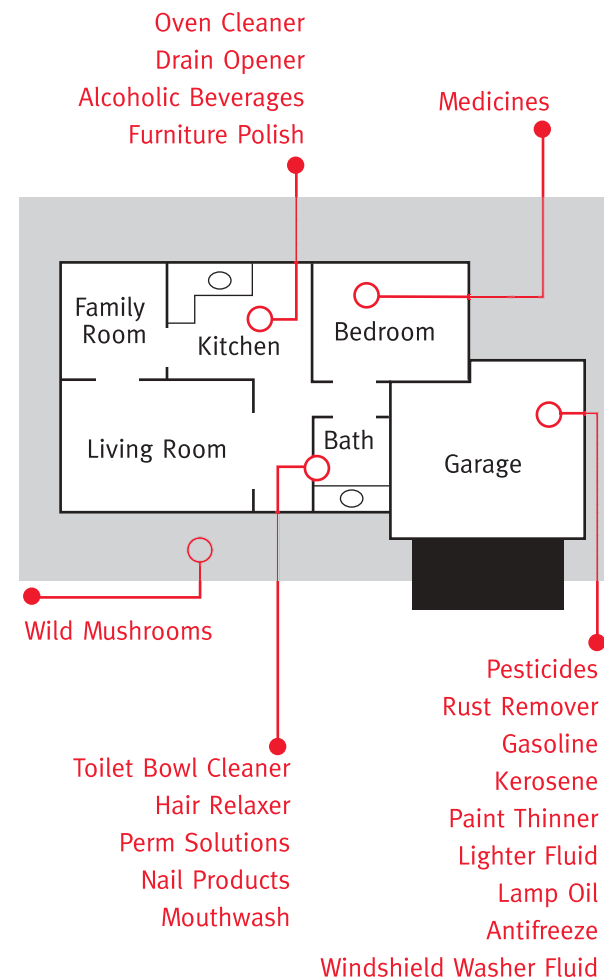 Oven Cleaner
Drain Opener
Alcoholic Beverages
Furniture Polish
Medicines
Family
Room
Kitchen
Bedroom
Living Room
Bath
Garage
Wild Mushrooms
Toilet Bowl Cleaner
Hair Relaxer
Perm Solutions
Nail Products
Mouthwash
Pesticides
Rust Remover
Gasoline
Kerosene
Paint Thinner
Lighter Fluid
Lamp Oil
Antifreeze
Windshield Washer Fluid